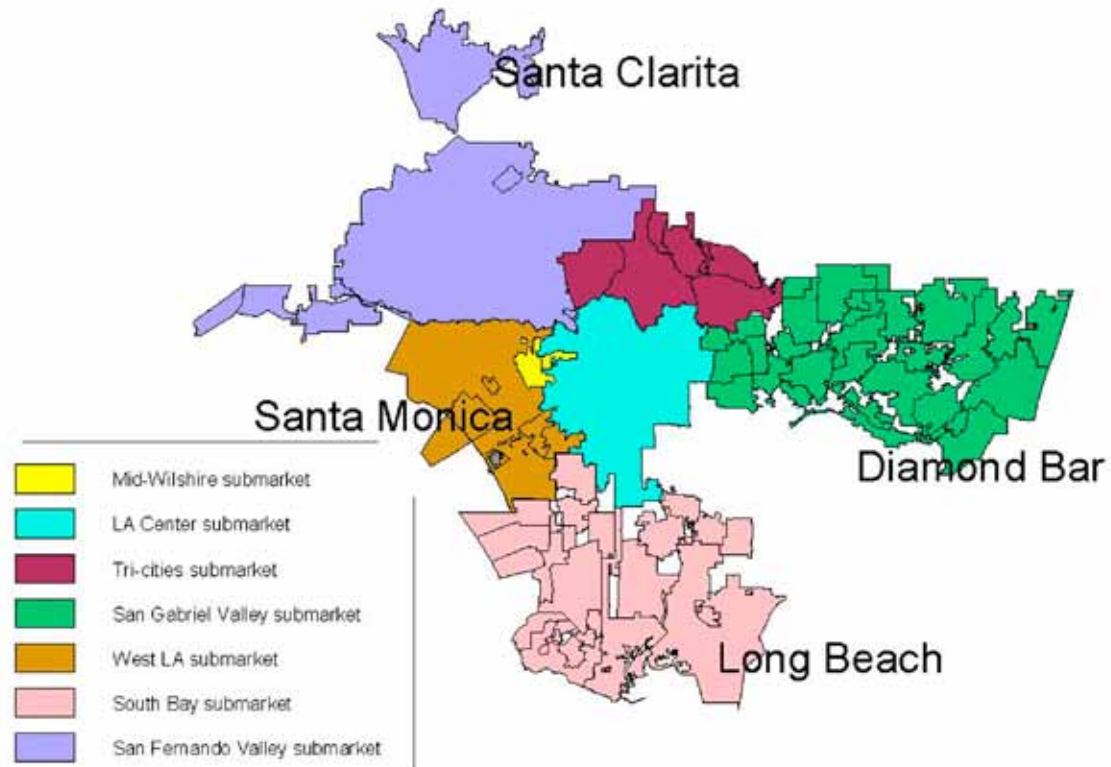 Santa Clarita
Santa Monica
Diamond Bar
Long Beach
Mid-Wilshire submarket
LA Center submarket
Tri-cities submarket
San Gabriel Valley submarket
West LA submarket
South Bay submarket
San Fernando Valley submarket